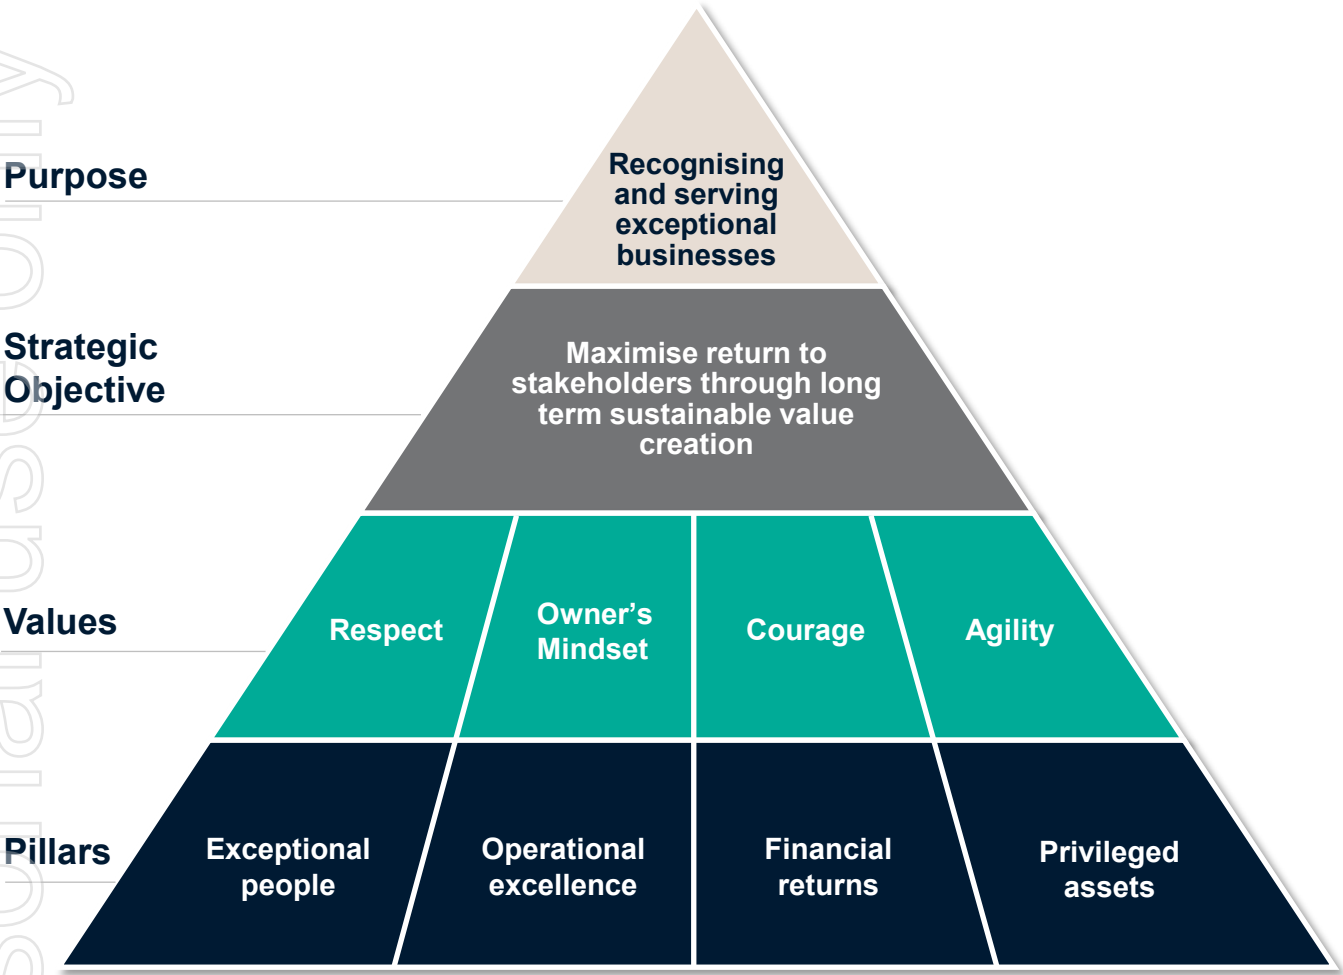 Purpose
Recognising
and serving
exceptional
businesses
Strategic
Objective
Maximise return to
stakeholders through long
term sustainable value
creation
Values
Respect
Owner’s
Mindset
Courage
Agility
Pillars
Exceptional
people
Operational
excellence
Financial
returns
Privileged
assets